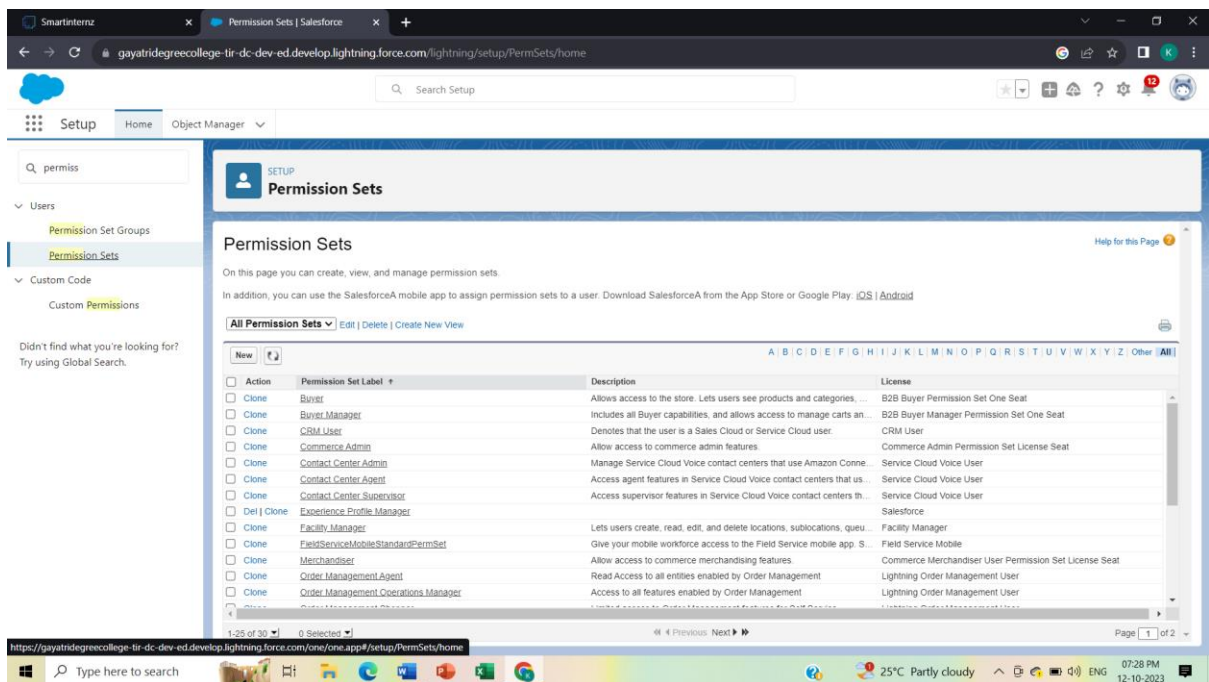 Smartinternz
Permission Sets | Salesforce
gayatridegreecollege-tir-dc-dev-ed.develop.lightning.force.com/lightning/setup/PermSets/home
K
Search Setup
12
Setup Home Object Manager
permiss
Users
Permission Set Groups
Permission Sets
Custom Code
Custom Permissions
Didn't find what you're looking for?
Try using Global Search.
SETUP
Permission Sets
Permission Sets
Help for this Page
On this page you can create, view, and manage permission sets.
In addition, you can use the SalesforceA mobile app to assign permission sets to a user. Download SalesforceA from the App Store or Google Play: iOS | Android
All Permission Sets Edit | Delete | Create New View
New A | B | C | D | E | F | G | H | I | J | K | L | M | N | O | P | Q | R | S | T | U | V | W | X | Y | Z | Other | All |
Action Permission Set Label Description License
Clone Buyer Allows access to the store. Lets users see products and categories, ... B2B Buyer Permission Set One Seat
Clone Buyer Manager Includes all Buyer capabilities, and allows access to manage carts an... B2B Buyer Manager Permission Set One Seat
Clone CRM User Denotes that the user is a Sales Cloud or Service Cloud user. CRM User
Clone Commerce Admin Allow access to commerce admin features. Commerce Admin Permission Set License Seat
Clone Contact Center Admin Manage Service Cloud Voice contact centers that use Amazon Conne... Service Cloud Voice User
Clone Contact Center Agent Access agent features in Service Cloud Voice contact centers that us... Service Cloud Voice User
Clone Contact Center Supervisor Access supervisor features in Service Cloud Voice contact centers th... Service Cloud Voice User
Del | Clone Experience Profile Manager Salesforce
Clone Facility Manager Lets users create, read, edit, and delete locations, sublocations, queu... Facility Manager
Clone FieldServiceMobileStandardPermSet Give your mobile workforce access to the Field Service mobile app. S... Field Service Mobile
Clone Merchandiser Allow access to commerce merchandising features. Commerce Merchandiser User Permission Set License Seat
Clone Order Management Agent Read Access to all entities enabled by Order Management Lightning Order Management User
Clone Order Management Operations Manager Access to all features enabled by Order Management Lightning Order Management User
1-25 of 30 0 Selected Previous Next Page 1 of 2
https://gayatridegreecollege-tir-dc-dev-ed.develop.lightning.force.com/one/one.app#/setup/PermSets/home
Type here to search 25°C Partly cloudy ENG 07:28 PM
12-10-2023